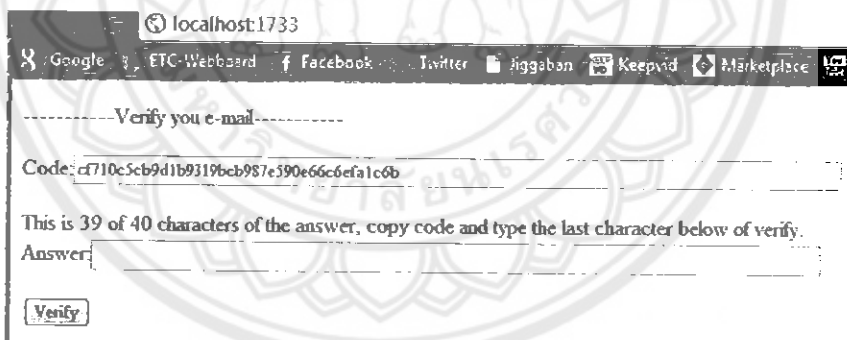 localhost:1733
Google ETC-Webboard Facebook Twitter Jiggaban Keepvid Marketplace
------------Verify you e-mail-----------
Code: cf710c5cb9d1b9319bcb987e590e66c6efa1c6b
This is 39 of 40 characters of the answer, copy code and type the last character below of verify.
Answer:
Verify